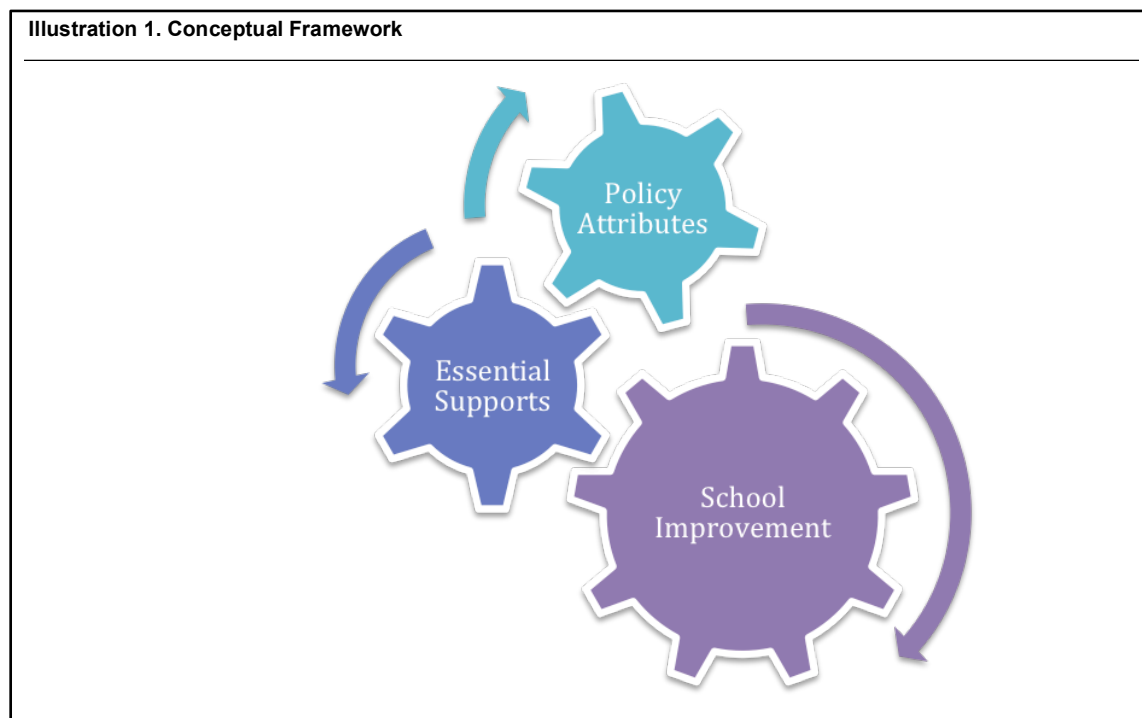 Illustration 1. Conceptual Framework
Policy
Attributes
Essential
Supports
School
Improvement